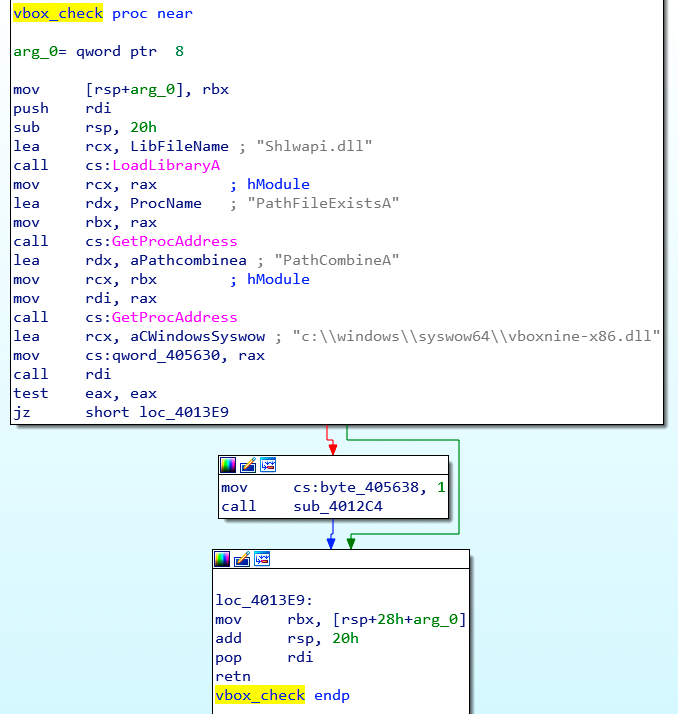 vbox_check proc near
arg_0= qword ptr  8
mov     [rsp+arg_0], rbx
push    rdi
sub     rsp, 20h
lea     rcx, LibFileName ; "Shlwapi.dll"
call    cs:LoadLibraryA
mov     rcx, rax        ; hModule
lea     rdx, ProcName   ; "PathFileExistsA"
mov     rbx, rax
call    cs:GetProcAddress
lea     rdx, aPathcombinea ; "PathCombineA"
mov     rcx, rbx        ; hModule
mov     rdi, rax
call    cs:GetProcAddress
lea     rcx, aCWindowsSyswow ; "c:\\windows\\syswow64\\vboxnine-x86.dll"
mov     cs:qword_405630, rax
call    rdi
test    eax, eax
jz      short loc_4013E9
mov     cs:byte_405638, 1
call    sub_4012C4
loc_4013E9:
mov     rbx, [rsp+28h+arg_0]
add     rsp, 20h
pop     rdi
retn
vbox_check endp